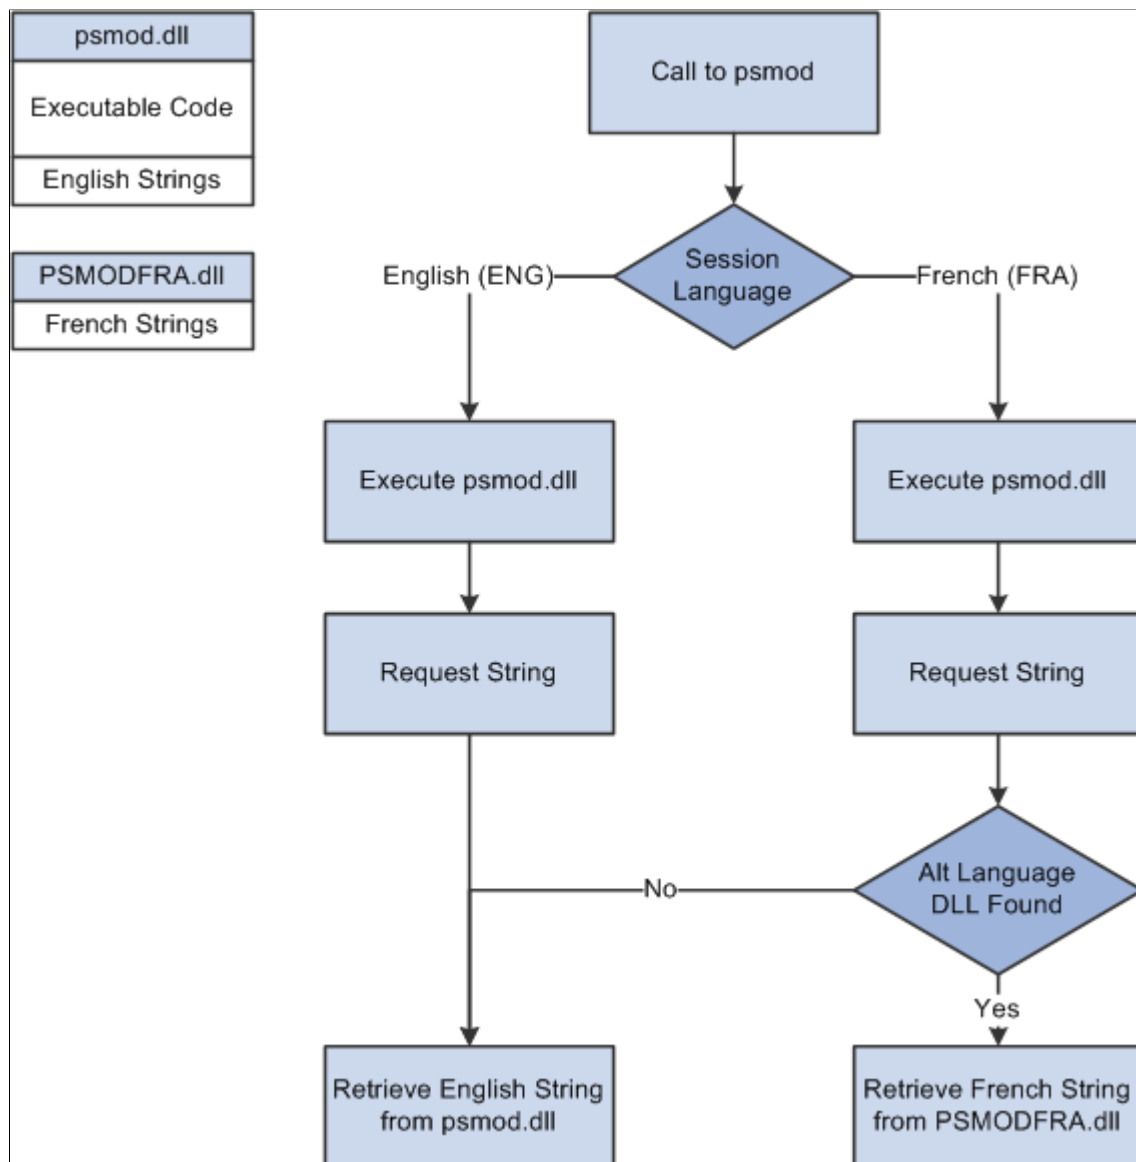 psmod.dll
Executable Code
English Strings
PSMODFRA.dll
French Strings
Call to psmod
Session
Language
English (ENG)
French (FRA)
Execute psmod.dll
Execute psmod.dll
Request String
Request String
Alt Language
DLL Found
No
Yes
Retrieve English String
from psmod.dll
Retrieve French String
from PSMODFRA.dll